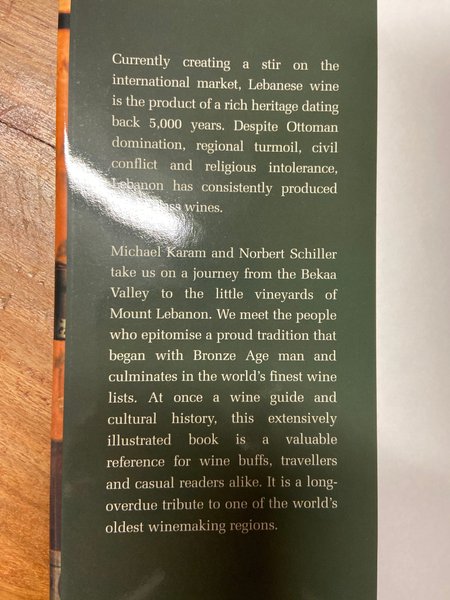 Currently creating a stir on the
international market, Lebanese wine
is the product of a rich heritage dating
back 5,000 years. Despite Ottoman
domination, regional turmoil, civil
conflict and religious intolerance,
Lebanon has consistently produced
wines.
Michael Karam and Norbert Schiller
take us on a journey from the Bekaa
Valley to the little vineyards of
Mount Lebanon. We meet the people
who epitomise a proud tradition that
began with Bronze Age man and
culminates in the world's finest wine
lists. At once a wine guide and
cultural history, this extensively
illustrated book is a valuable
reference for wine buffs, travellers
and casual readers alike. It is a long-
overdue tribute to one of the world's
oldest winemaking regions.